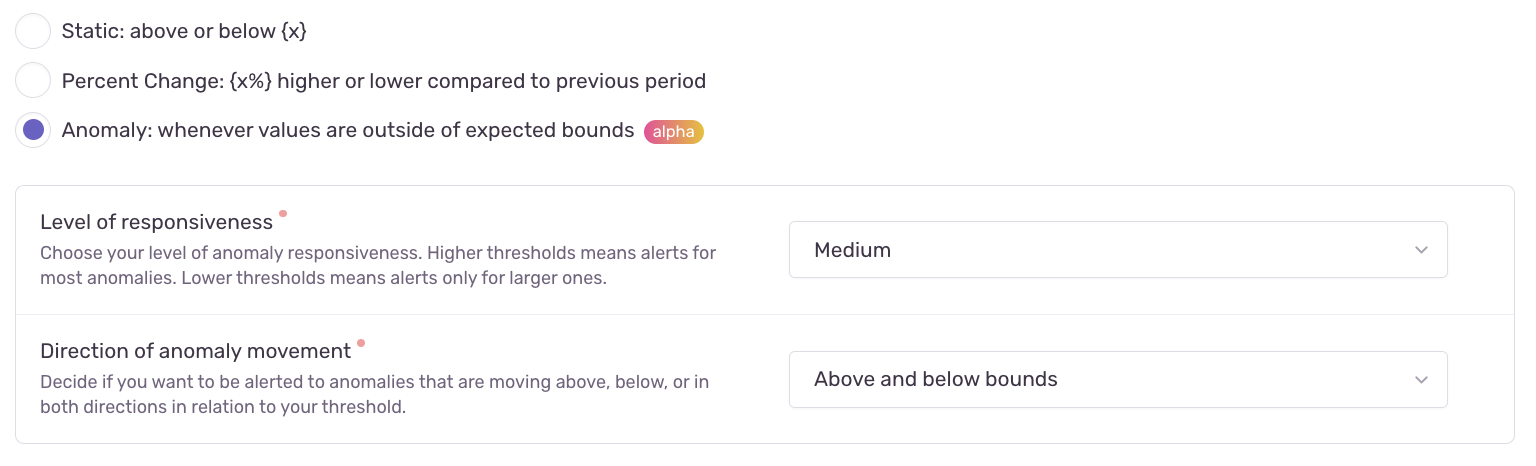 Static: above or below {x}
Percent Change: {x%} higher or lower compared to previous period
Anomaly: whenever values are outside of expected bounds alpha
Level of responsiveness
Choose your level of anomaly responsiveness. Higher thresholds means alerts for
most anomalies. Lower thresholds means alerts only for larger ones.
Medium
Direction of anomaly movement
Decide if you want to be alerted to anomalies that are moving above, below, or in
both directions in relation to your threshold.
Above and below bounds